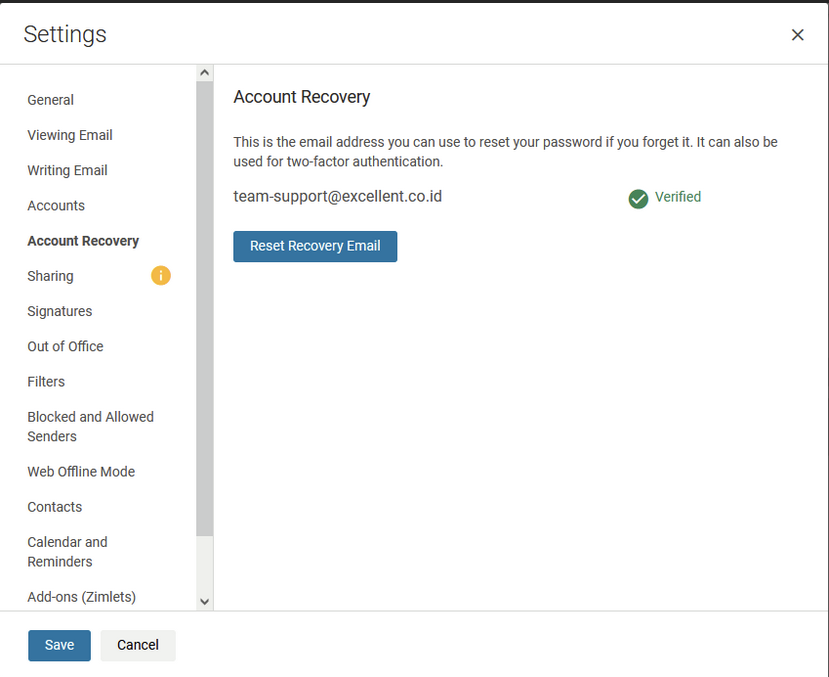 Settings
General
Viewing Email
Writing Email
Accounts
Account Recovery
Sharing
Signatures
Out of Office
Filters
Blocked and Allowed
Senders
Web Offline Mode
Contacts
Calendar and
Reminders
Add-ons (Zimlets)
Account Recovery
This is the email address you can use to reset your password if you forget it. It can also be
used for two-factor authentication.
team-support@excellent.co.id
Verified
Reset Recovery Email
Save
Cancel